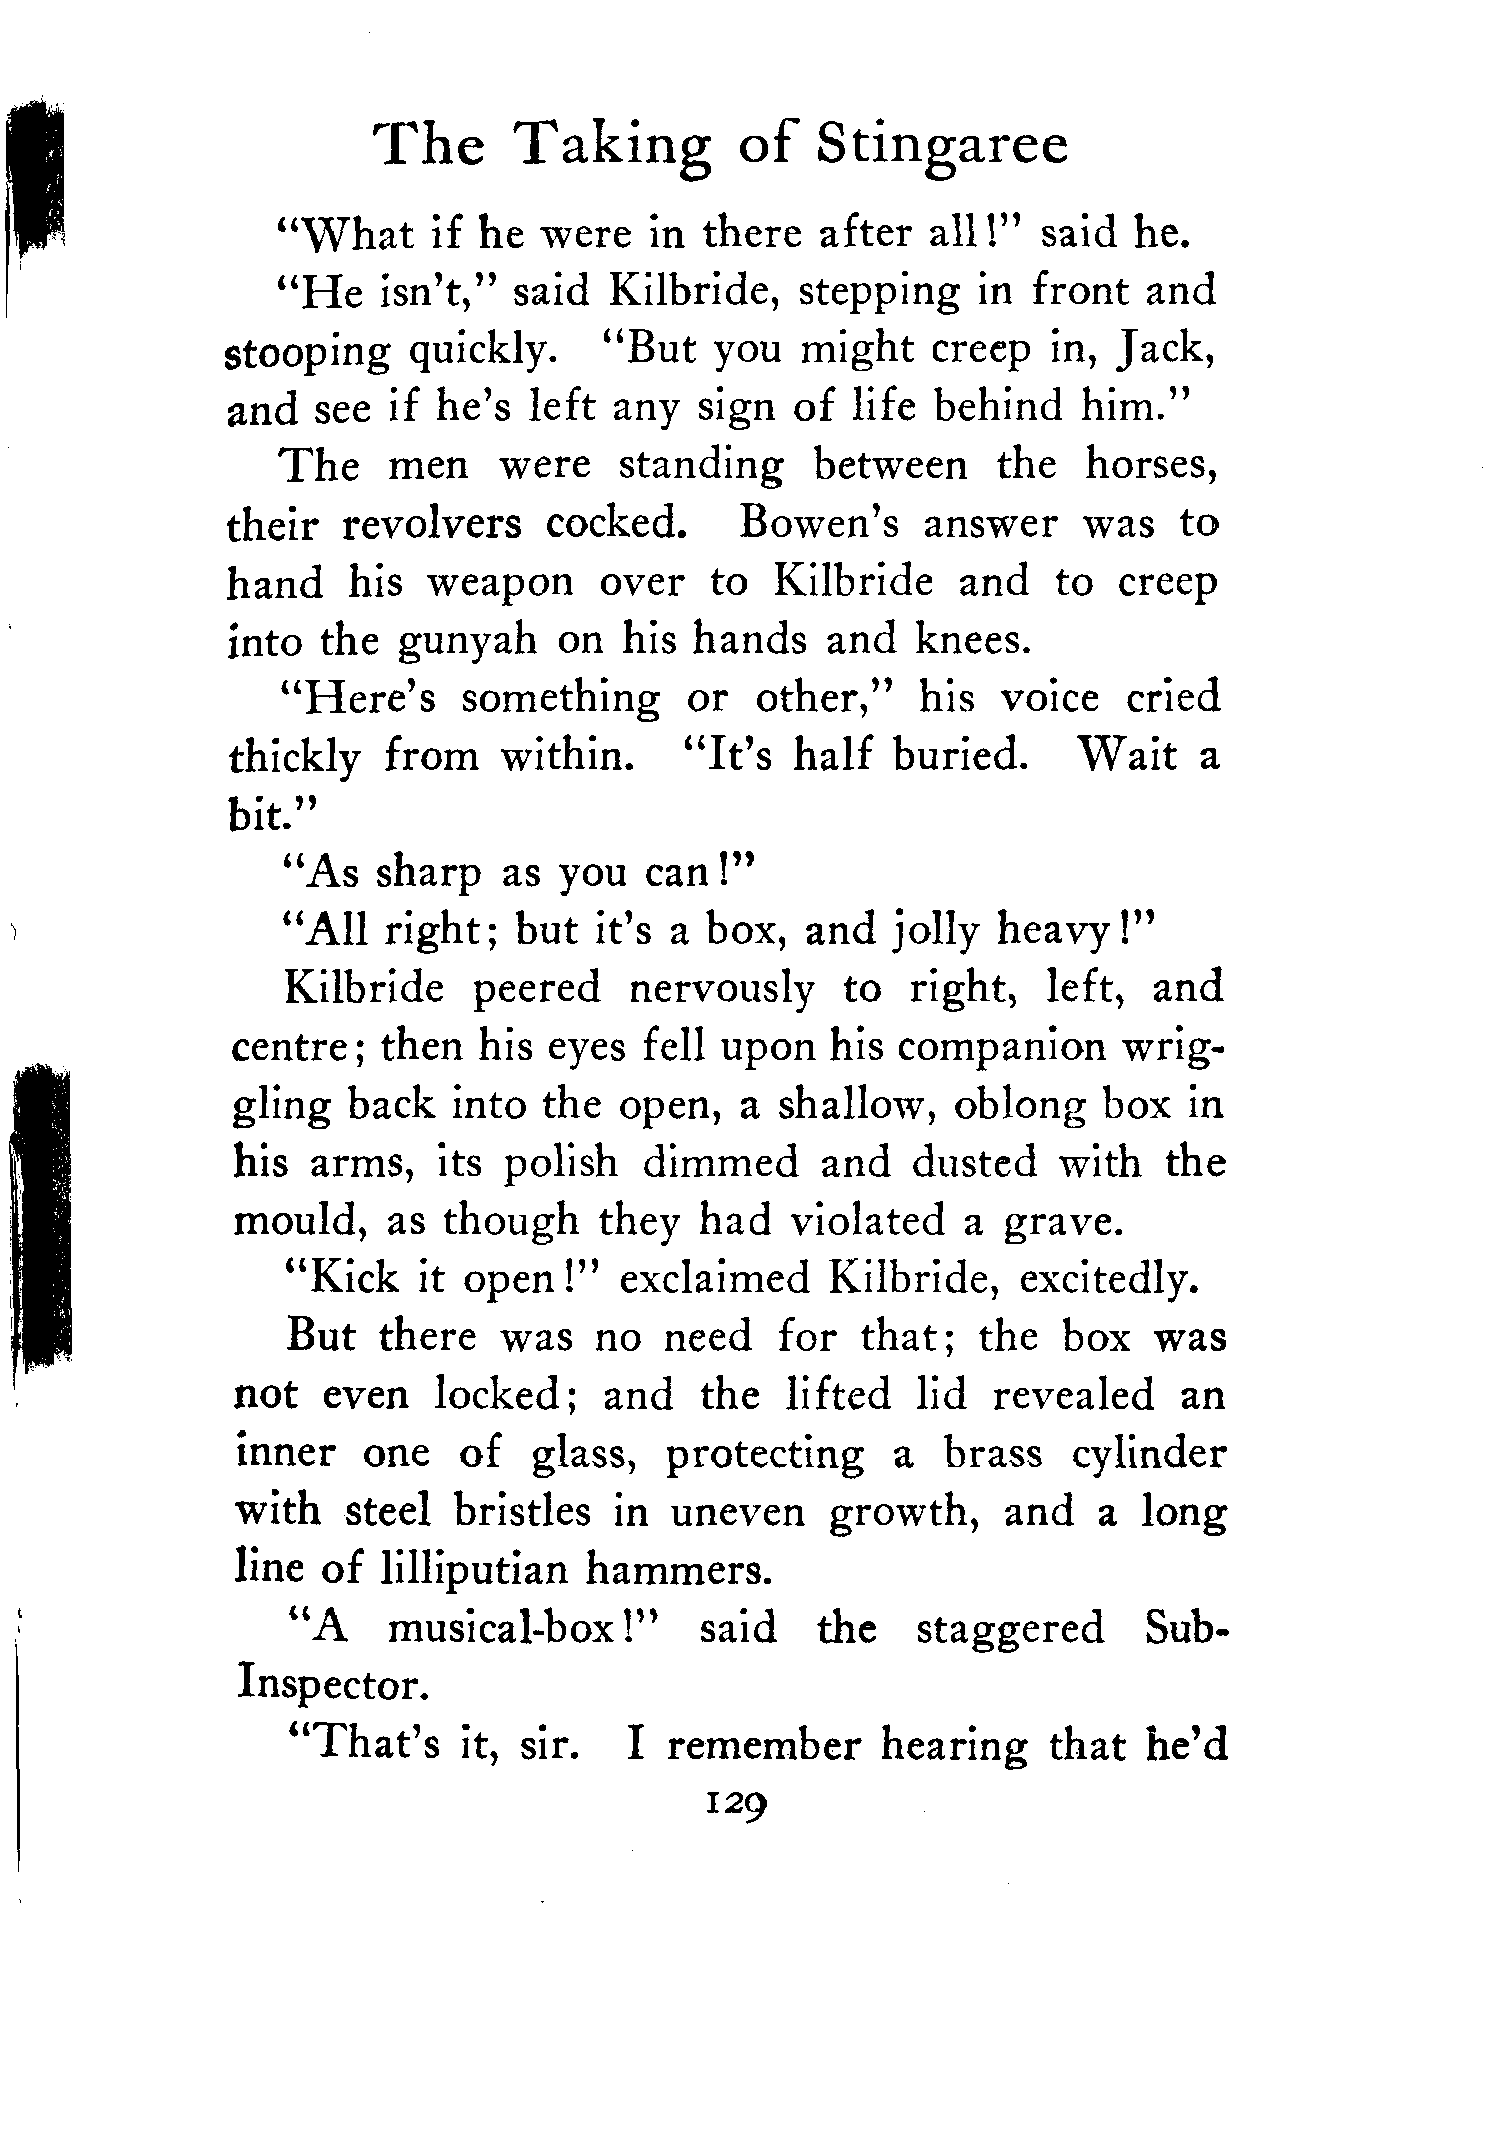 The Taking of Stingaree
"What if he were in there after all!" said he.
"He isn't," said Kilbride, stepping in front and
stooping quickly. "But you might creep in, Jack,
and see if he's left any sign of life behind him."
The men were standing between the horses,
their revolvers cocked. Bowen's answer was to
hand his weapon over to Kilbride and to creep
into the gunyah on his hands and knees.
"Here's something or other," his voice cried
thickly from within. "It's half buried. Wait a
bit."
"As sharp as you can!"
"All right; but it's a box, and jolly heavy!"
Kilbride peered nervously to right, left, and
centre; then his eyes fell upon his companion wrig-
gling back into the open, a shallow, oblong box in
his arms, its polish dimmed and dusted with the
mould, as though they had violated a grave.
"Kick it open!" exclaimed Kilbride, excitedly.
But there was no need for that; the box was
not even locked; and the lifted lid revealed an
inner one of glass, protecting a brass cylinder
with steel bristles in uneven growth, and a long
line of lilliputian hammers.
"A musical-box!" said the staggered Sub-
Inspector.
"That's it, sir. I remember hearing that he'd
129